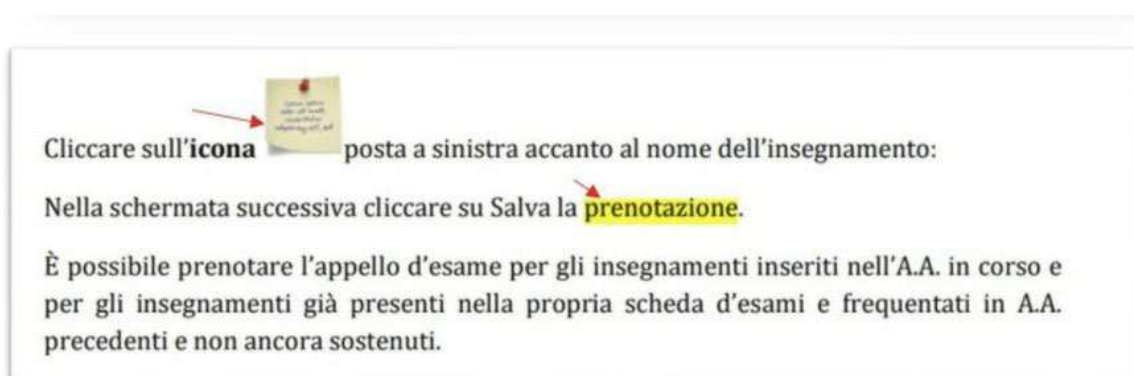 Cliccare sull'icona posta a sinistra accanto al nome dell'insegnamento:
Nella schermata successiva cliccare su Salva la prenotazione.
È possibile prenotare l'appello d'esame per gli insegnamenti inseriti nell'A.A. in corso e
per gli insegnamenti già presenti nella propria scheda d'esami e frequentati in A.A.
precedenti e non ancora sostenuti.